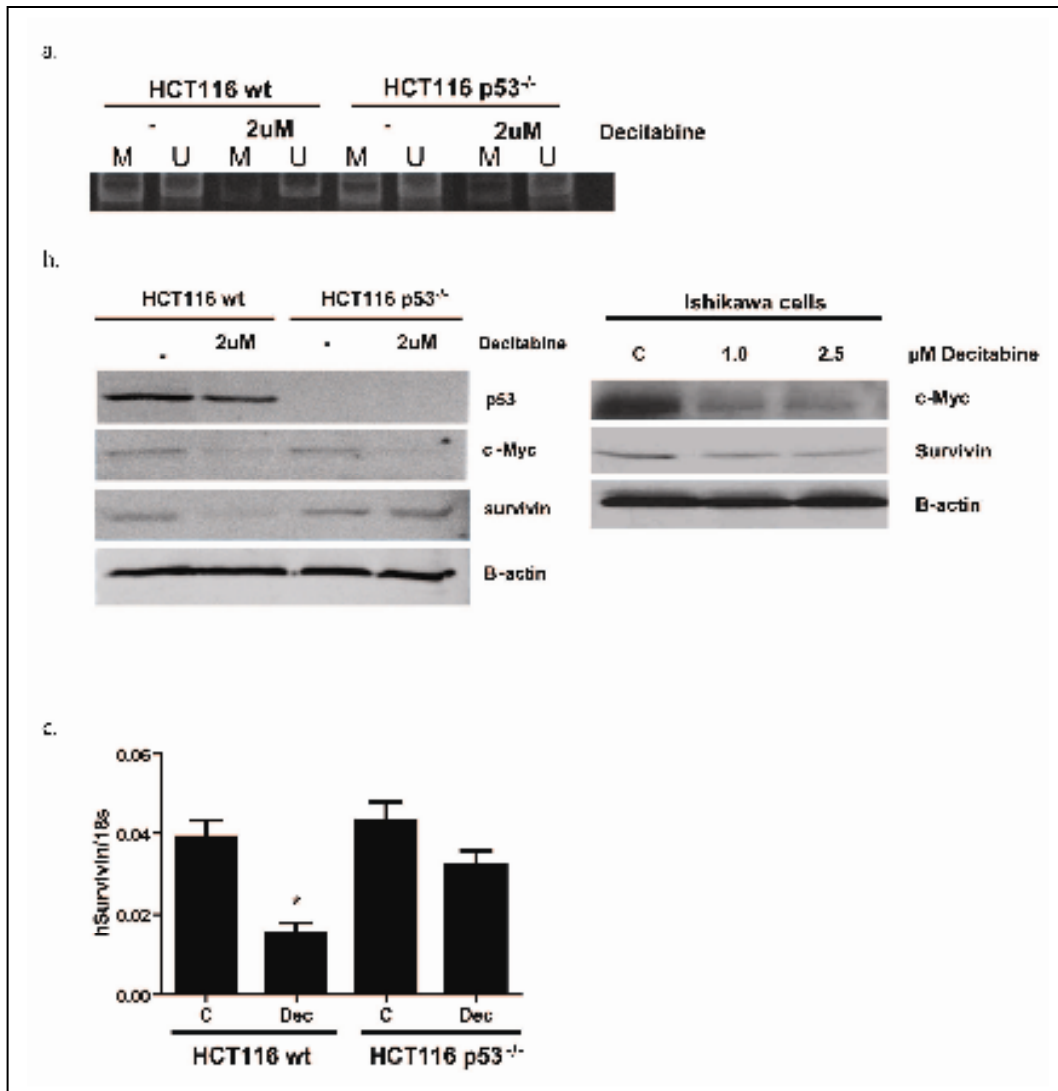 a.
HCT116 wt HCT116 p53-/-
- 2uM - 2uM Decitabine
M U M U M U M U
b.
HCT116 wt HCT116 p53-/-
- 2uM - 2uM Decitabine
p53
c-Myc
survivin
B-actin
Ishikawa cells
C 1.0 2.5 µM Decitabine
c-Myc
Survivin
B-actin
c.
hSurvivin/18s
0.06
0.04
0.02
0.00
*
C Dec C Dec
HCT116 wt HCT116 p53-/-